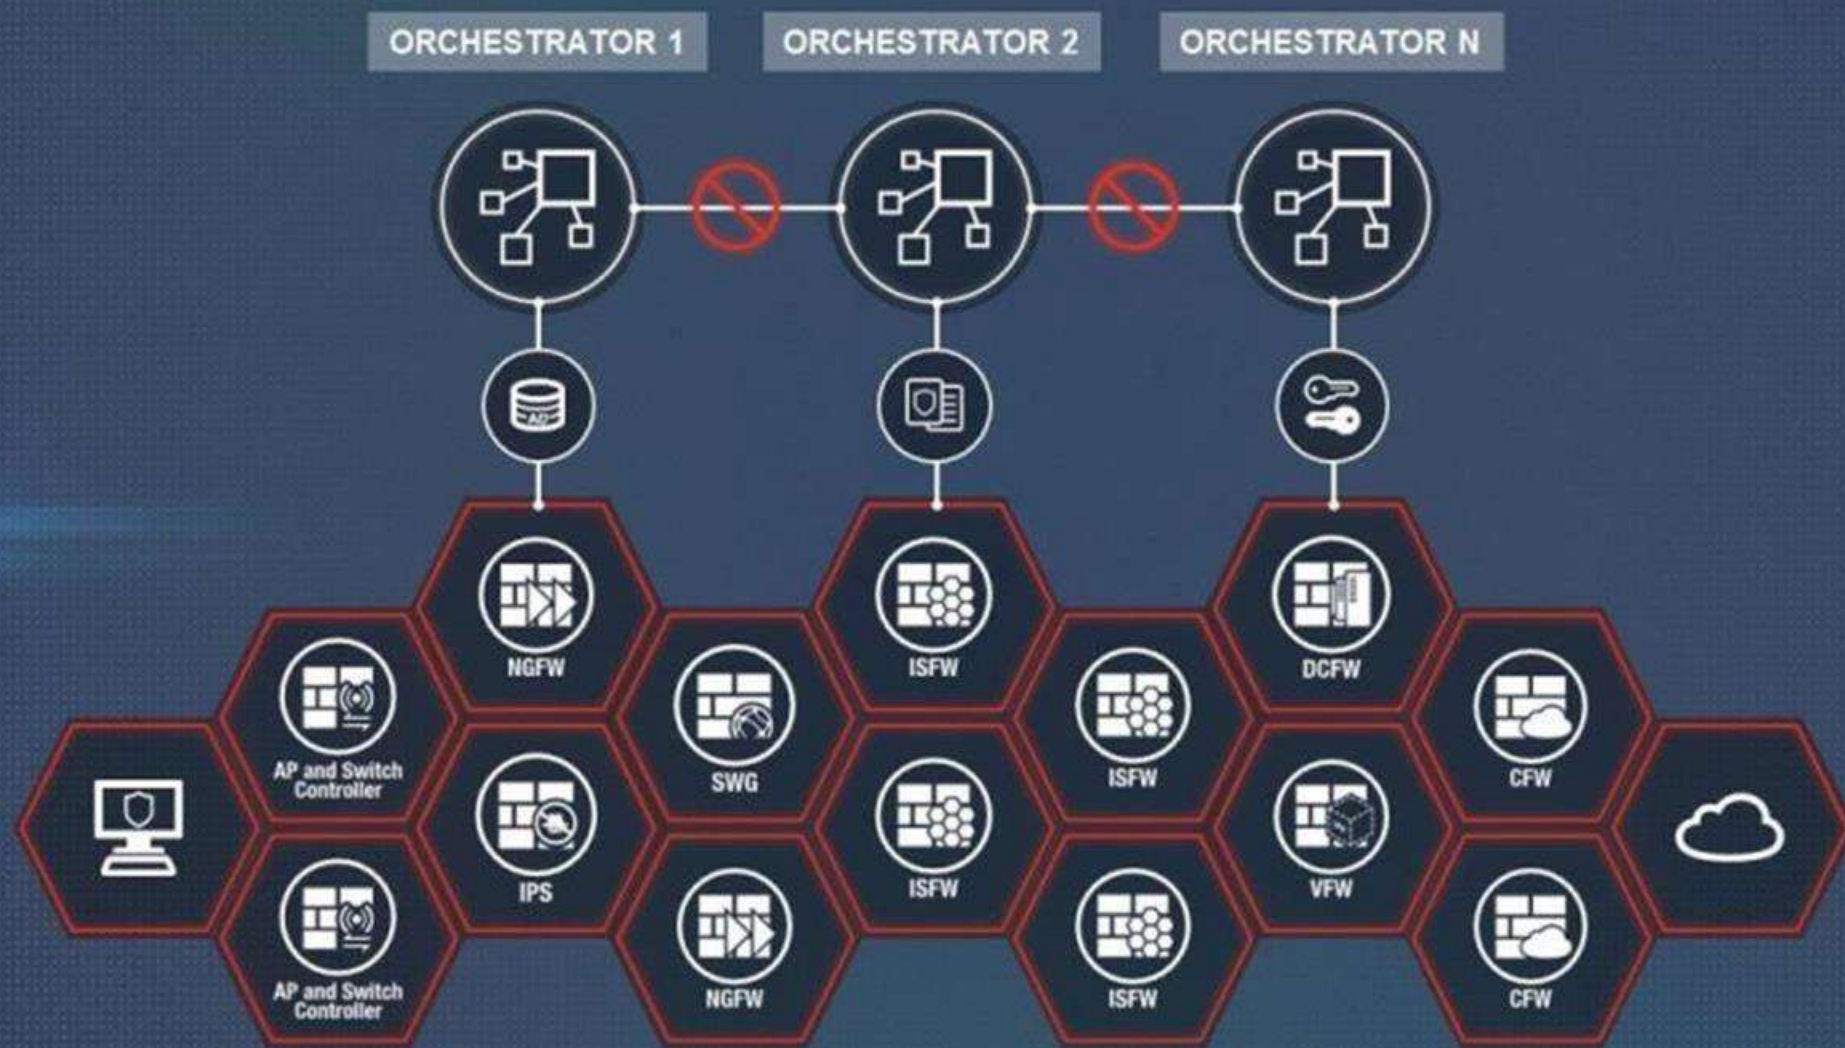 ORCHESTRATOR 1
ORCHESTRATOR 2
ORCHESTRATOR N
AD
NGFW
ISFW
DCFW
AP and Switch
Controller
SWG
ISFW
CFW
IPS
ISFW
VFW
AP and Switch
Controller
NGFW
ISFW
CFW